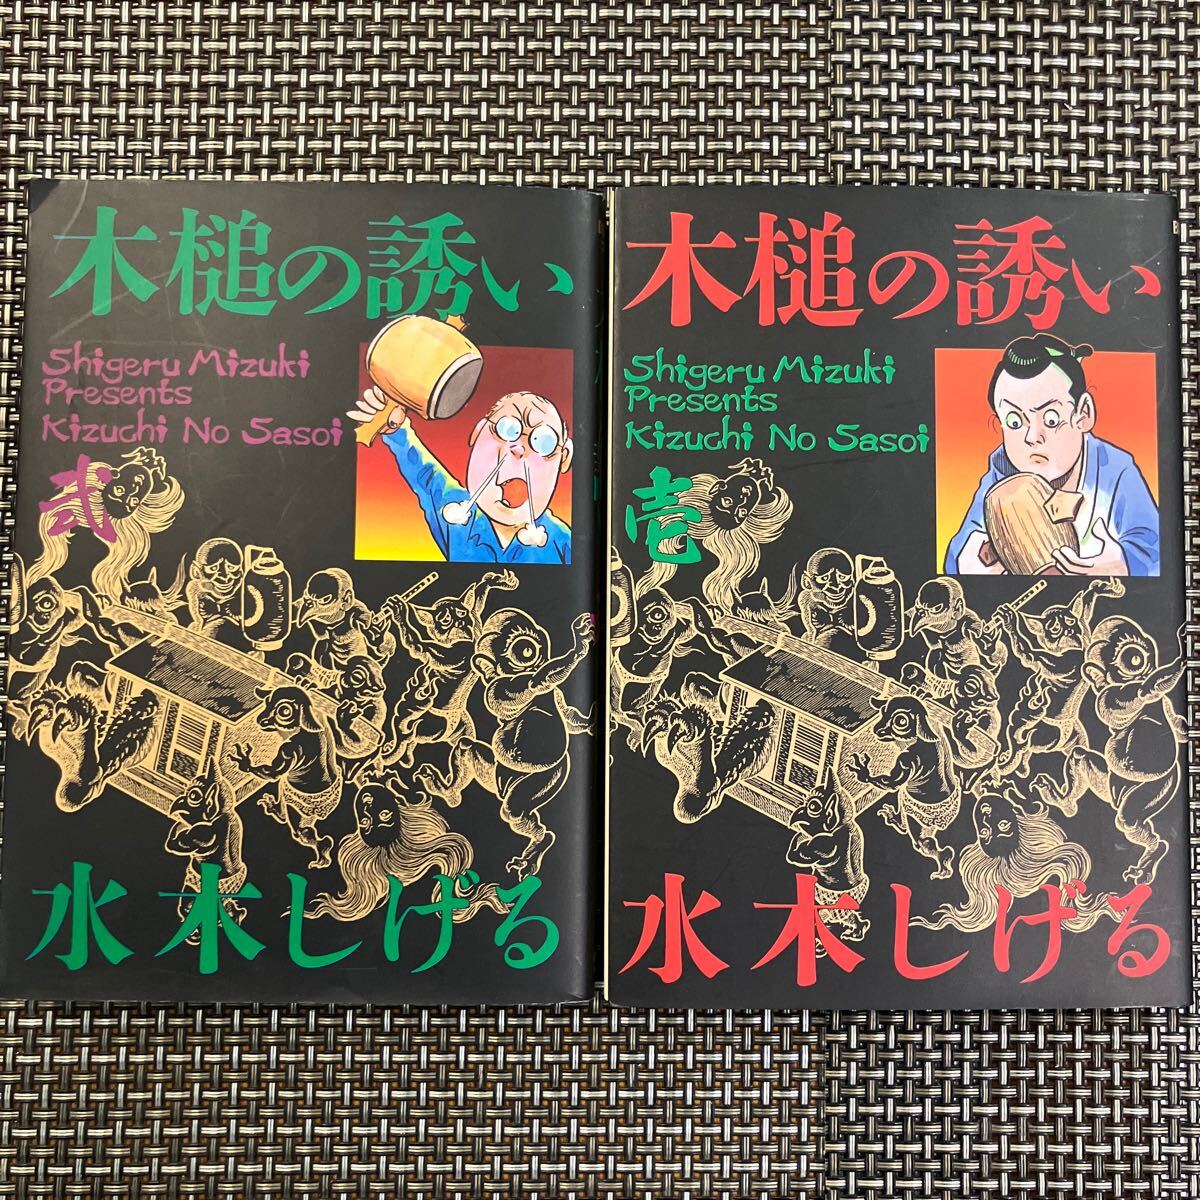 木槌の誘い
Shigeru Mizuki
Presents
Kizuchi No Sasoi
弐
水木しげる
木槌の誘い
Shigeru Mizuki
Presents
Kizuchi No Sasoi
壱
水木しげる